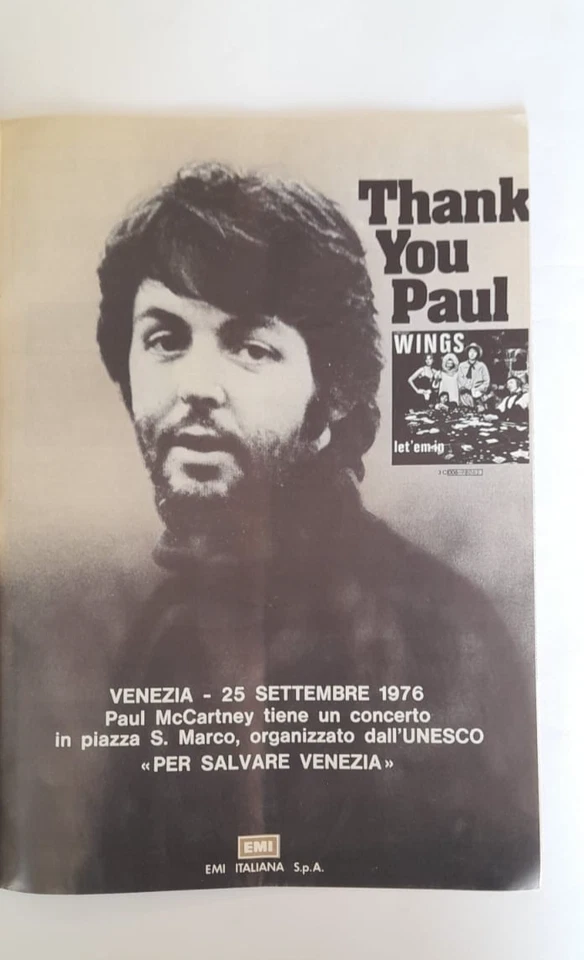 Thank
You
Paul
WINGS
let'em in
VENEZIA - 25 SETTEMBRE 1976
Paul McCartney tiene un concerto
in piazza S. Marco, organizzato dall'UNESCO
«PER SALVARE VENEZIA»
EMI
EMI ITALIANA S.p.A.